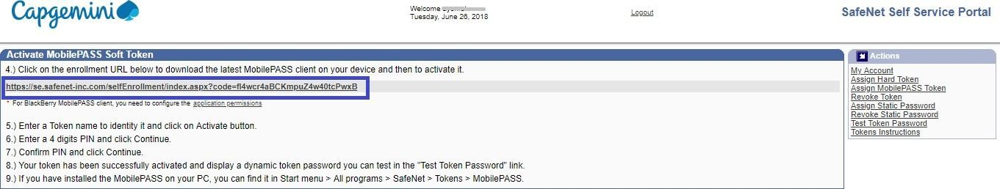 Capgemini
Welcome
Tuesday, June 26, 2018
Logout
SafeNet Self Service Portal
Activate MobilePASS Soft Token
4.) Click on the enrollment URL below to download the latest MobilePASS client on your device and then to activate it.
https://se.safenet-inc.com/selfEnrollment/index.aspx?code=fl4wcr4aBCKmpuZ4w40tcPwxB
* For BlackBerry MobilePASS client, you need to configure the application permissions
5.) Enter a Token name to identity it and click on Activate button.
6.) Enter a 4 digits PIN and click Continue.
7.) Confirm PIN and click Continue.
8.) Your token has been successfully activated and display a dynamic token password you can test in the "Test Token Password" link.
9.) If you have installed the MobilePASS on your PC, you can find it in Start menu > All programs > SafeNet > Tokens > MobilePASS.
Actions
My Account
Assign Hard Token
Assign MobilePASS Token
Revoke Token
Assign Static Password
Revoke Static Password
Test Token Password
Tokens Instructions